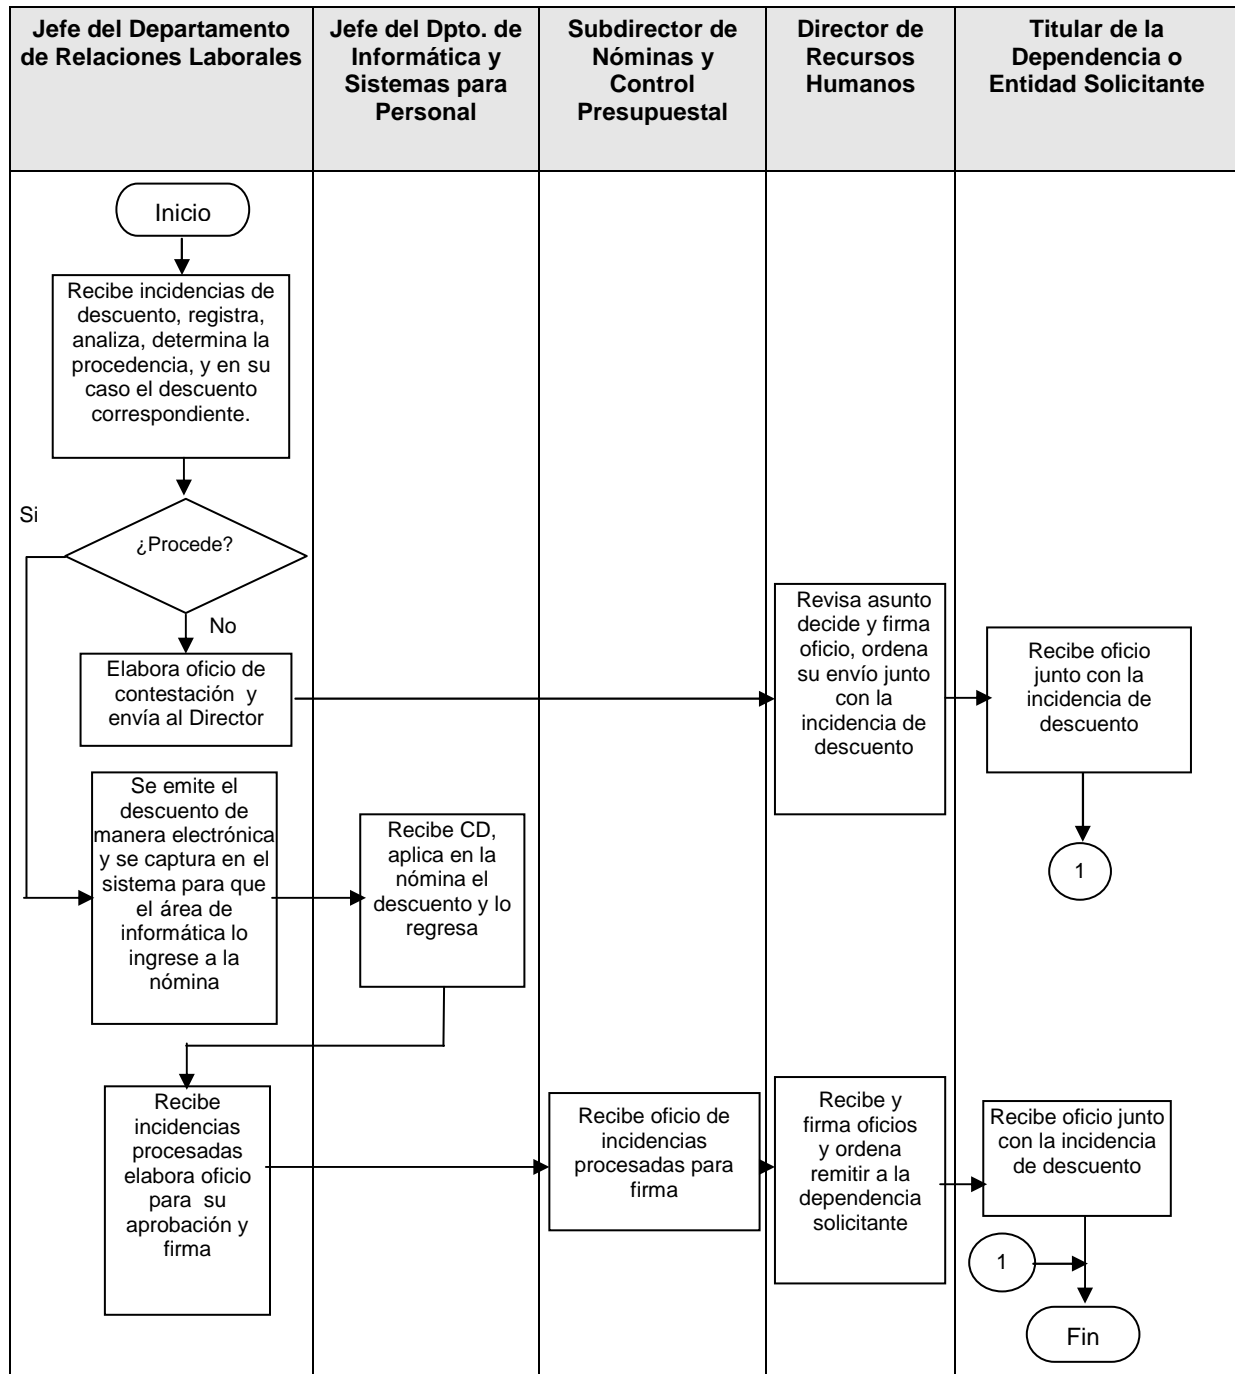 Jefe del Departamento
de Relaciones Laborales
Jefe del Dpto. de
Informática y
Sistemas para
Personal
Subdirector de
Nóminas y
Control
Presupuestal
Director de
Recursos
Humanos
Titular de la
Dependencia o
Entidad Solicitante
Inicio
Recibe incidencias de
descuento, registra,
analiza, determina la
procedencia, y en su
caso el descuento
correspondiente.
Si
¿Procede?
No
Elabora oficio de
contestación y
envía al Director
Revisa asunto
decide y firma
oficio, ordena
su envío junto
con la
incidencia de
descuento
Recibe oficio
junto con la
incidencia de
descuento
1
Se emite el
descuento de
manera electrónica
y se captura en el
sistema para que
el área de
informática lo
ingrese a la
nómina
Recibe CD,
aplica en la
nómina el
descuento y lo
regresa
Recibe
incidencias
procesadas
elabora oficio
para su
aprobación y
firma
Recibe oficio de
incidencias
procesadas para
firma
Recibe y
firma oficios
y ordena
remitir a la
dependencia
solicitante
Recibe oficio junto
con la incidencia
de descuento
1
Fin